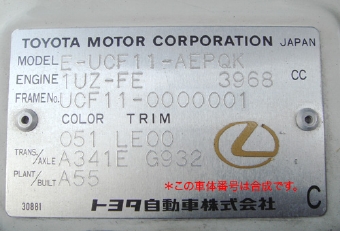 TOYOTA MOTOR CORPORATION JAPAN
MODEL E-UCF11-AEPQK
ENGINE 1UZ-FE 3968 CC
FRAME No. UCF11-0000001
COLOR TRIM
051 LE00
TRANS/AXLE A341E G932
PLANT/BUILT A55
*この車体番号は合成です。
30881 トヨタ自動車株式会社 C